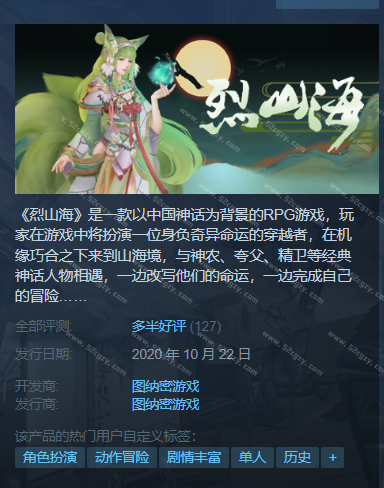 烈山海
《烈山海》是一款以中国神话为背景的RPG游戏，玩
家在游戏中将扮演一位身负奇异命运的穿越者，在机
缘巧合之下来到山海境，与神农、夸父、精卫等经典
神话人物相遇，一边改写他们的命运，一边完成自己
的冒险……
全部评测: 多半好评 (127)
发行日期: 2020 年 10 月 22 日
开发商: 图纳密游戏
发行商: 图纳密游戏
该产品的热门用户自定义标签：
角色扮演 动作冒险 剧情丰富 单人 历史 +